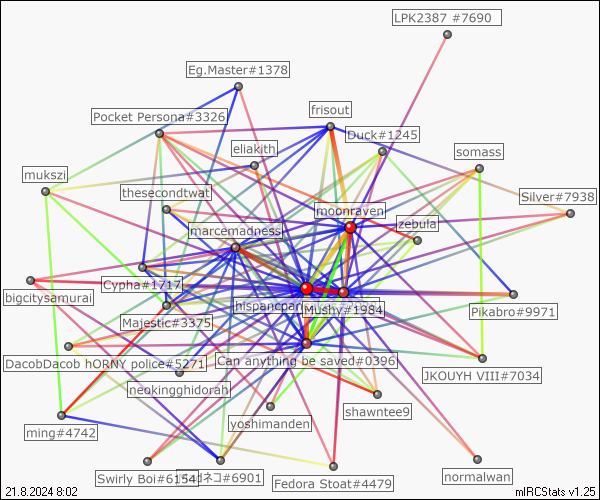 LPK2387 #7690
Eg.Master#1378
Pocket Persona#3326
frisout
Duck#1245
eliakith
somass
mukszi
thesecondtwat
Silver#7938
moonraven
zebula
marcemadness
Cypha#1717
bigcitysamurai
hispancpan
Mushy#1984
Pikabro#9971
Majestic#3375
DacobDacob hORNY police#5271
Can anything be saved#0396
JKOUYH VIII#7034
neokingghidorah
shawntee9
yoshimanden
ming#4742
normalwan
Swirly Boi#6154
ネコ#6901
Fedora Stoat#4479
21.8.2024 8:02
mIRCStats v1.25